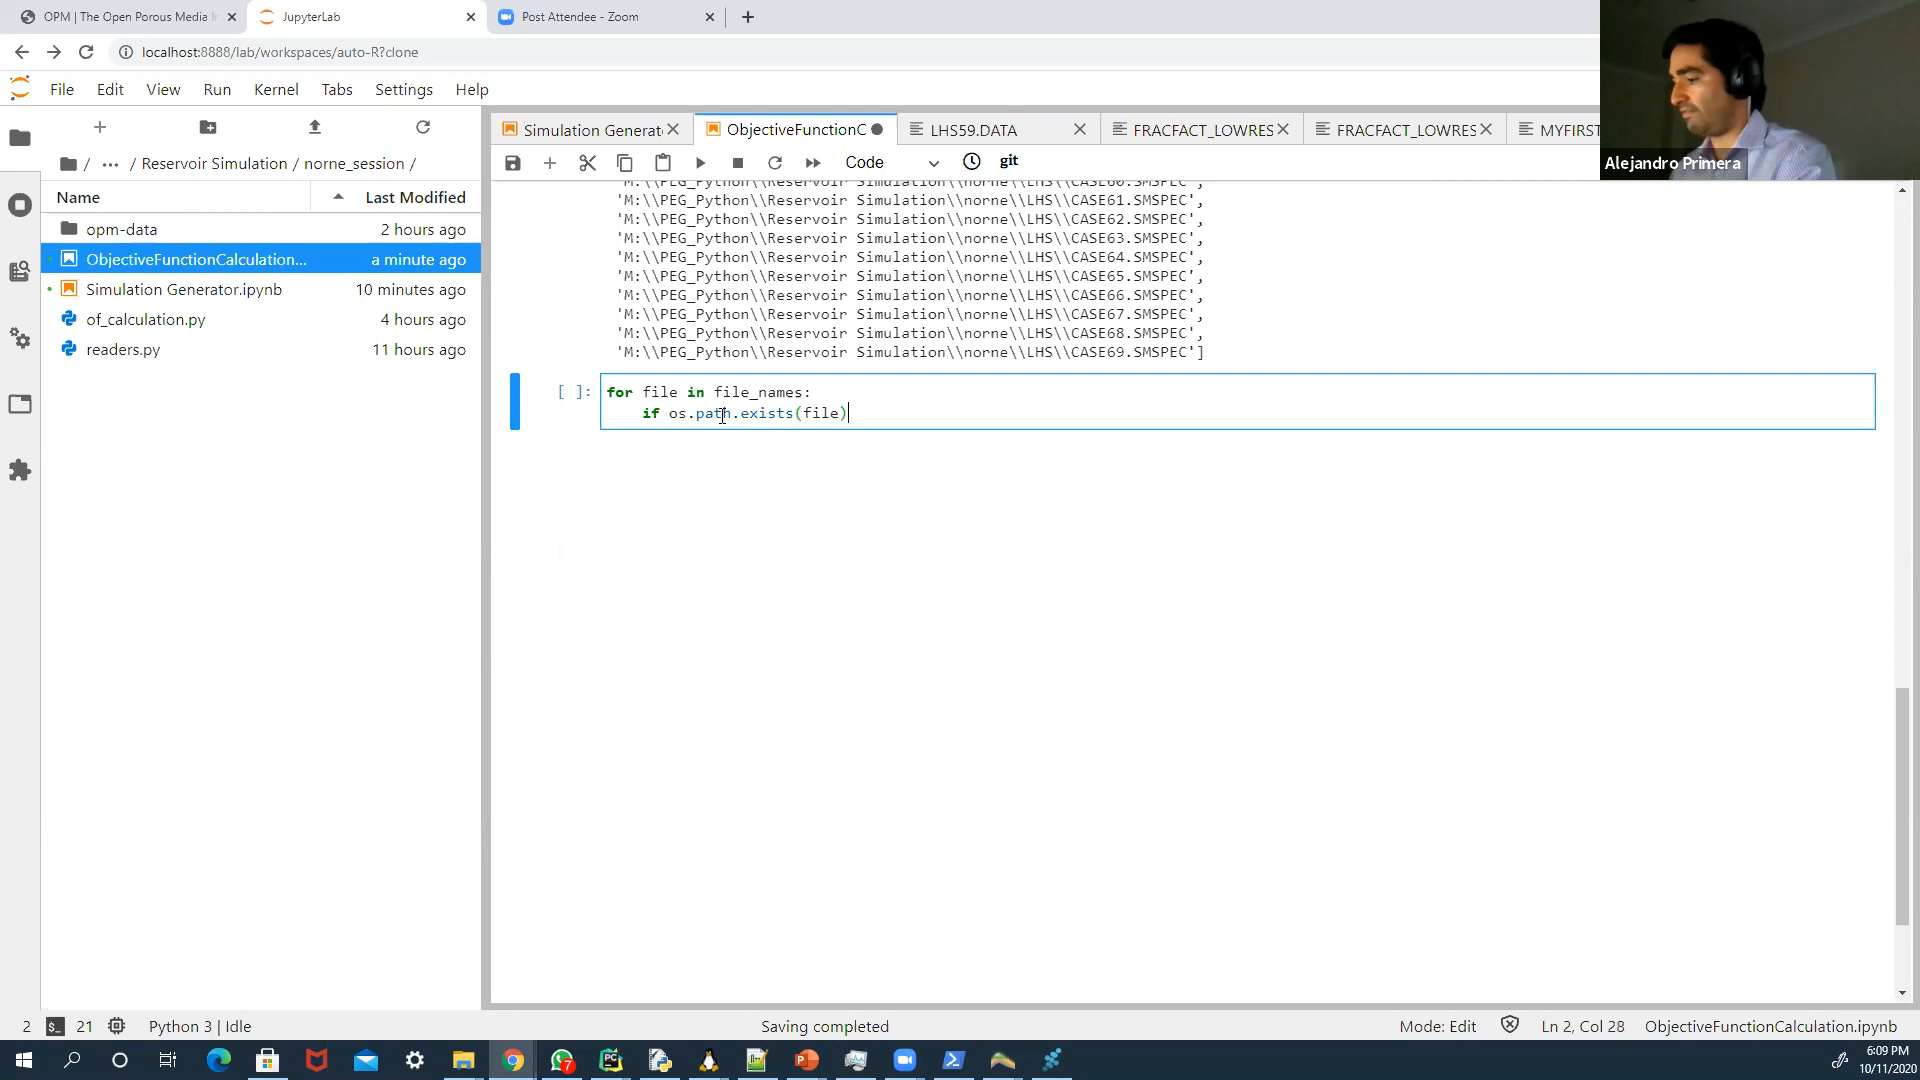 OPM | The Open Porous Media I
JupyterLab
Post Attendee - Zoom
localhost:8888/lab/workspaces/auto-R?clone
File Edit View Run Kernel Tabs Settings Help
Alejandro Primera
Simulation Generat
ObjectiveFunctionC
LHS59.DATA
FRACFACT_LOWRES
FRACFACT_LOWRES
MYFIRST
/ ... / Reservoir Simulation / norne_session /
Code
git
Name Last Modified
opm-data 2 hours ago
ObjectiveFunctionCalculation... a minute ago
Simulation Generator.ipynb 10 minutes ago
of_calculation.py 4 hours ago
readers.py 11 hours ago
'M:\\PEG_Python\\Reservoir Simulation\\norne\\LHS\\CASE60.SMSPEC',
'M:\\PEG_Python\\Reservoir Simulation\\norne\\LHS\\CASE61.SMSPEC',
'M:\\PEG_Python\\Reservoir Simulation\\norne\\LHS\\CASE62.SMSPEC',
'M:\\PEG_Python\\Reservoir Simulation\\norne\\LHS\\CASE63.SMSPEC',
'M:\\PEG_Python\\Reservoir Simulation\\norne\\LHS\\CASE64.SMSPEC',
'M:\\PEG_Python\\Reservoir Simulation\\norne\\LHS\\CASE65.SMSPEC',
'M:\\PEG_Python\\Reservoir Simulation\\norne\\LHS\\CASE66.SMSPEC',
'M:\\PEG_Python\\Reservoir Simulation\\norne\\LHS\\CASE67.SMSPEC',
'M:\\PEG_Python\\Reservoir Simulation\\norne\\LHS\\CASE68.SMSPEC',
'M:\\PEG_Python\\Reservoir Simulation\\norne\\LHS\\CASE69.SMSPEC']
[ ]: for file in file_names:
if os.path.exists(file)
2 21 Python 3 | Idle
Saving completed
Mode: Edit Ln 2, Col 28 ObjectiveFunctionCalculation.ipynb
7
6:09 PM
10/11/2020